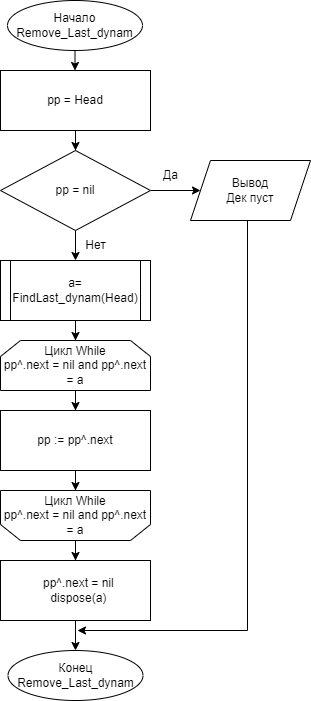 Начало
Remove_Last_dynam
pp = Head
pp = nil
Да
Вывод
Дек пуст
Нет
a=
FindLast_dynam(Head)
Цикл While
pp^.next = nil and pp^.next
= a
pp := pp^.next
Цикл While
pp^.next = nil and pp^.next
= a
pp^.next = nil
dispose(a)
Конец
Remove_Last_dynam